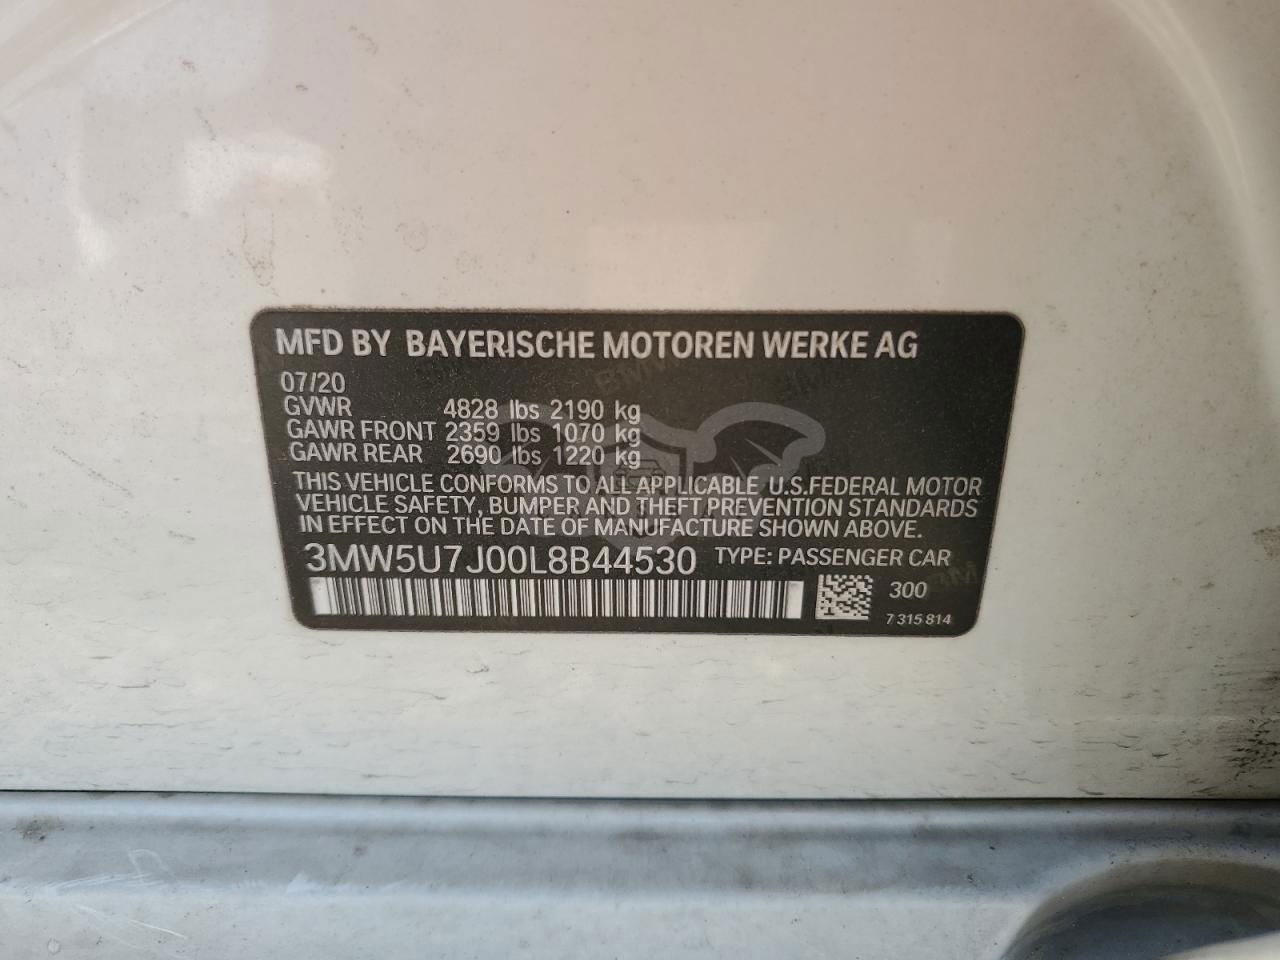 MFD BY BAYERISCHE MOTOREN WERKE AG
07/20
GVWR 4828 lbs 2190 kg
GAWR FRONT 2359 lbs 1070 kg
GAWR REAR 2690 lbs 1220 kg
THIS VEHICLE CONFORMS TO ALL APPLICABLE U.S.FEDERAL MOTOR
VEHICLE SAFETY, BUMPER AND THEFT PREVENTION STANDARDS
IN EFFECT ON THE DATE OF MANUFACTURE SHOWN ABOVE.
3MW5U7J00L8B44530 TYPE: PASSENGER CAR
300
7 315 814